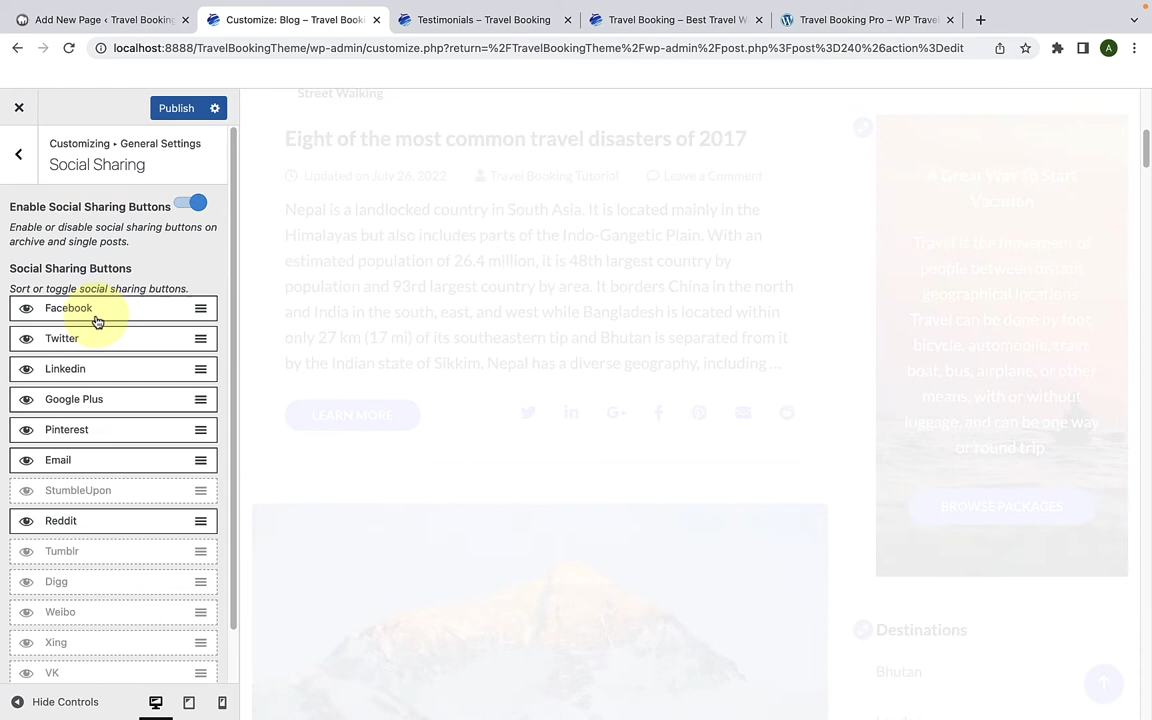 Add New Page ‹ Travel Booking
Customize: Blog – Travel Book
Testimonials – Travel Booking
Travel Booking – Best Travel W
Travel Booking Pro – WP Travel
localhost:8888/TravelBookingTheme/wp-admin/customize.php?return=%2FTravelBookingTheme%2Fwp-admin%2Fpost.php%3Fpost%3D240%26action%3Dedit
A
Publish
Customizing ▸ General Settings
Social Sharing
Enable Social Sharing Buttons
Enable or disable social sharing buttons on
archive and single posts.
Social Sharing Buttons
Sort or toggle social sharing buttons.
Facebook
Twitter
Linkedin
Google Plus
Pinterest
Email
StumbleUpon
Reddit
Tumblr
Digg
Weibo
Xing
VK
Hide Controls
Street Walking
Eight of the most common travel disasters of 2017
Updated on July 26, 2022
Travel Booking Tutorial
Leave a Comment
Nepal is a landlocked country in South Asia. It is located mainly in the
Himalayas but also includes parts of the Indo-Gangetic Plain. With an
estimated population of 26.4 million, it is 48th largest country by
population and 93rd largest country by area. It borders China in the north
and India in the south, east, and west while Bangladesh is located within
only 27 km (17 mi) of its southeastern tip and Bhutan is separated from it
by the Indian state of Sikkim. Nepal has a diverse geography, including ...
LEARN MORE
A Great Way To Start
Vacation
Travel is the movement of
people between distant
geographical locations.
Travel can be done by foot,
bicycle, automobile, train,
boat, bus, airplane, or other
means, with or without
luggage, and can be one way
or round trip.
BROWSE PACKAGES
Destinations
Bhutan